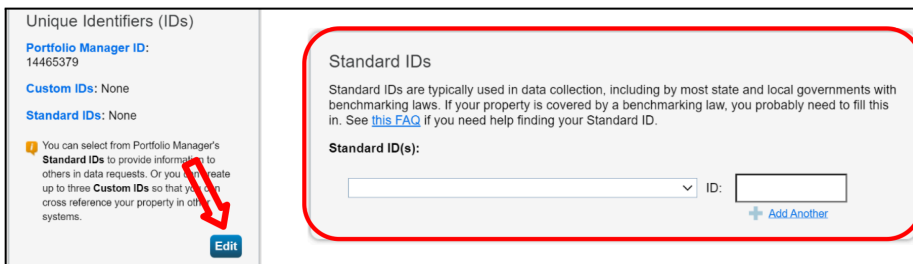 Unique Identifiers (IDs)
Portfolio Manager ID:
14465379
Custom IDs: None
Standard IDs: None
You can select from Portfolio Manager's
Standard IDs to provide information to
others in data requests. Or you can create
up to three Custom IDs so that you can
cross reference your property in other
systems.
Edit
Standard IDs
Standard IDs are typically used in data collection, including by most state and local governments with
benchmarking laws. If your property is covered by a benchmarking law, you probably need to fill this
in. See this FAQ if you need help finding your Standard ID.
Standard ID(s):
ID:
Add Another